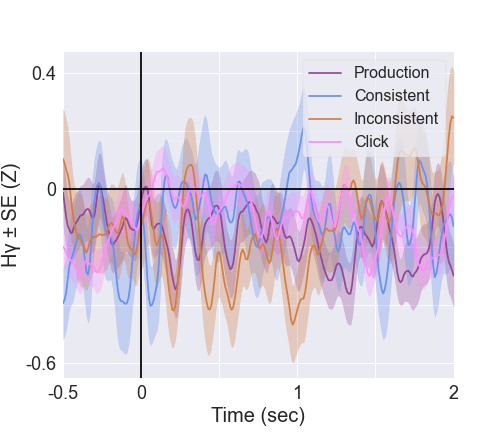 Production
Consistent
Inconsistent
Click
0.4
0
-0.6
Hγ ± SE (Z)
-0.5
0
1
2
Time (sec)